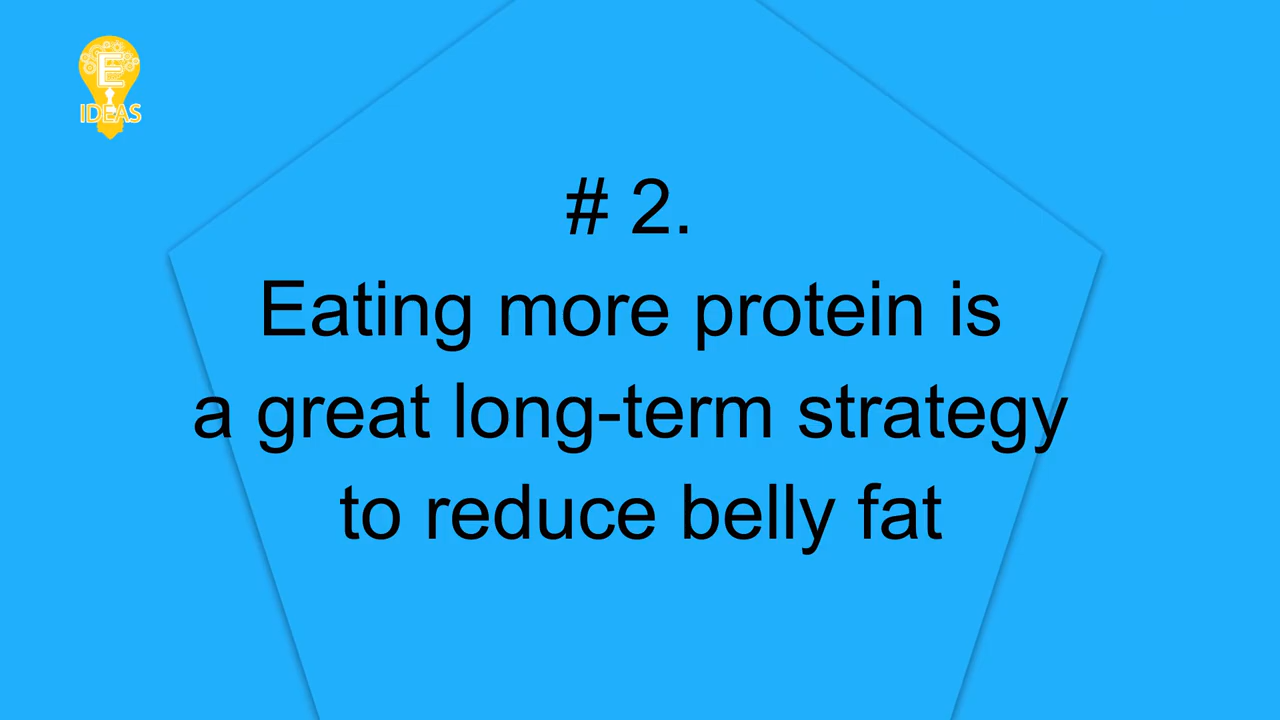 E
IDEAS
# 2.
Eating more protein is
a great long-term strategy
to reduce belly fat